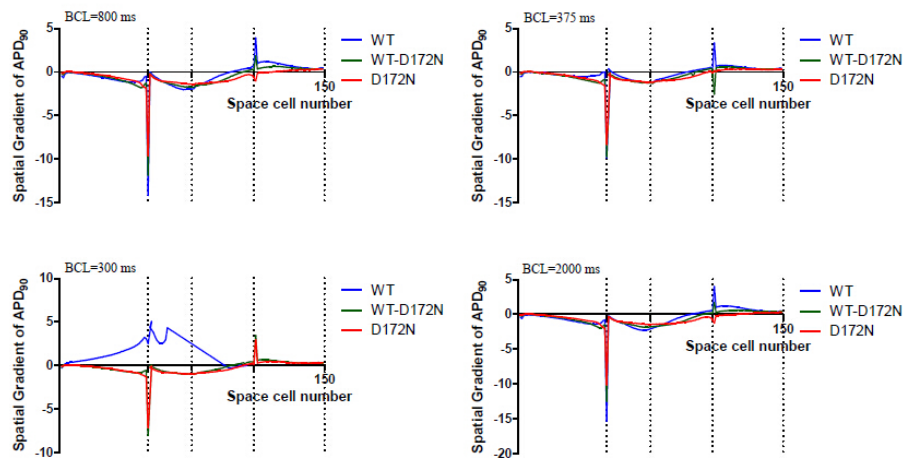 BCL=800 ms
Spatial Gradient of APD90
5
0
-5
-10
-15
Space cell number
150
WT
WT-D172N
D172N
BCL=375 ms
Spatial Gradient of APD90
5
0
-5
-10
-15
Space cell number
150
WT
WT-D172N
D172N
BCL=300 ms
Spatial Gradient of APD90
10
5
0
-5
-10
150
Space cell number
WT
WT-D172N
D172N
BCL=2000 ms
Spatial Gradient of APD90
5
0
-5
-10
-15
-20
150
Space cell number
WT
WT-D172N
D172N